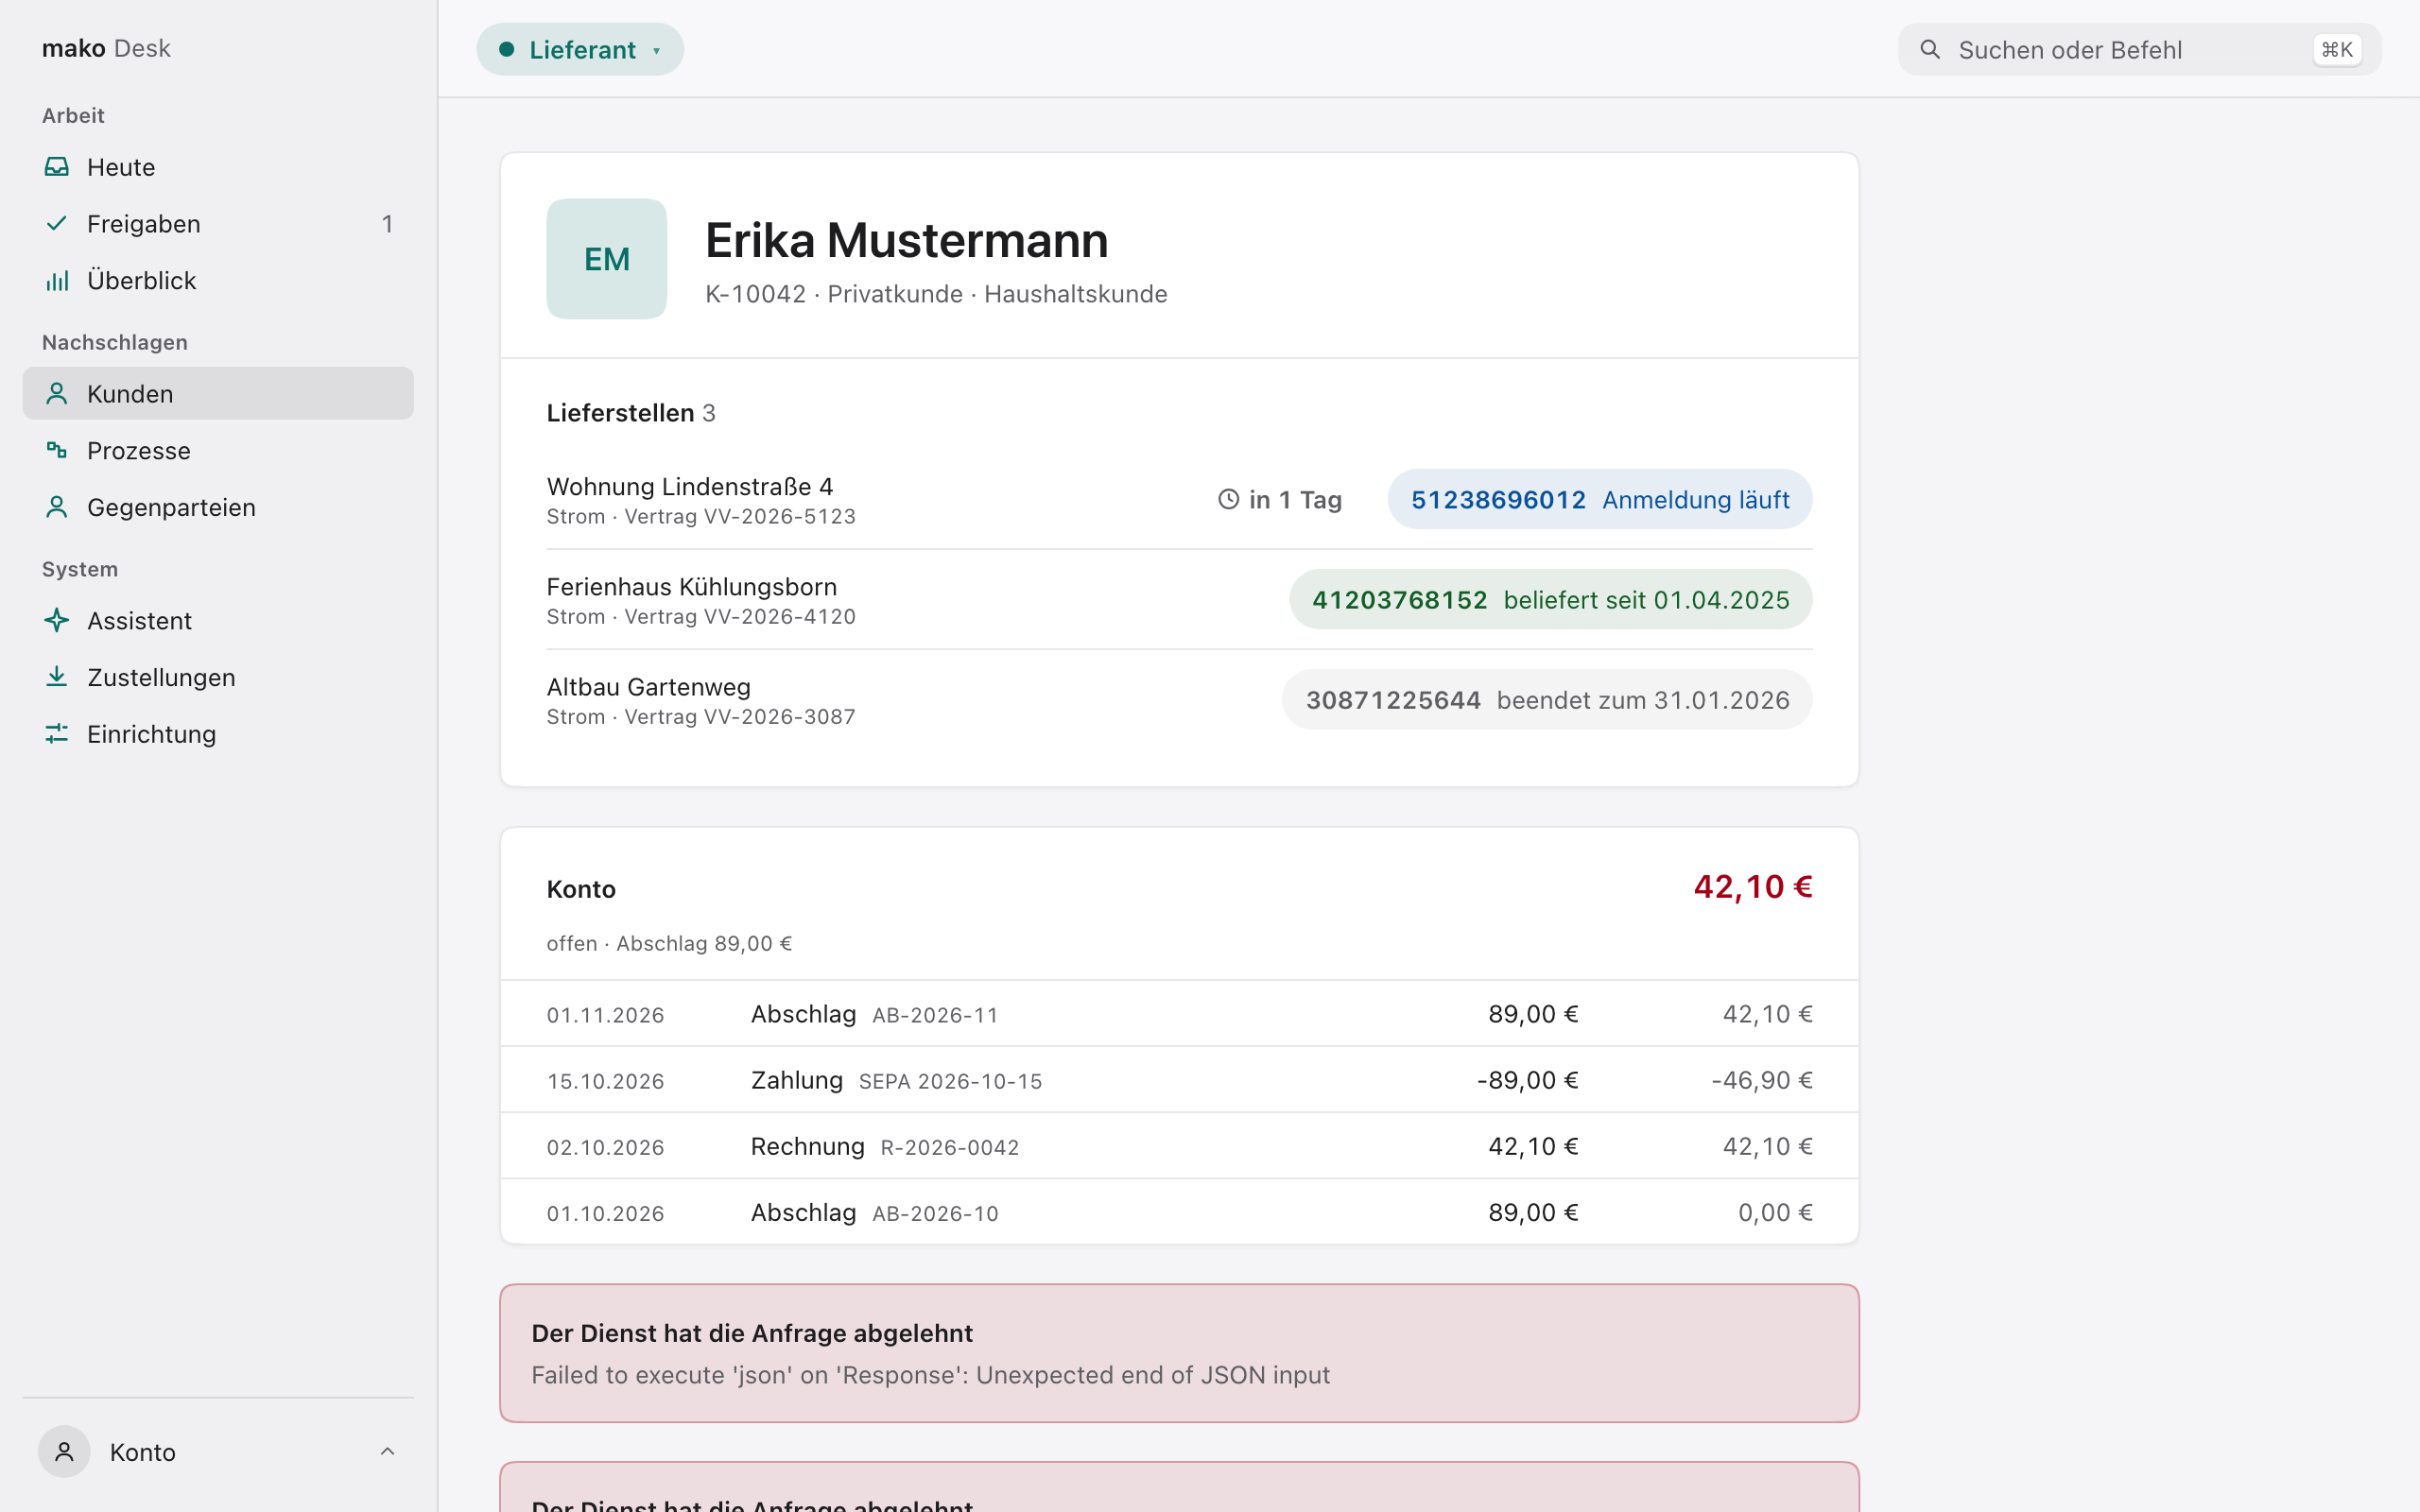 mako Desk
Lieferant ▾
Suchen oder Befehl ⌘K
Arbeit
Heute
Freigaben 1
Überblick
Nachschlagen
Kunden
Prozesse
Gegenparteien
System
Assistent
Zustellungen
Einrichtung
Konto
EM
Erika Mustermann
K-10042 · Privatkunde · Haushaltskunde
Lieferstellen 3
Wohnung Lindenstraße 4
Strom · Vertrag VV-2026-5123
in 1 Tag
51238696012 Anmeldung läuft
Ferienhaus Kühlungsborn
Strom · Vertrag VV-2026-4120
41203768152 beliefert seit 01.04.2025
Altbau Gartenweg
Strom · Vertrag VV-2026-3087
30871225644 beendet zum 31.01.2026
Konto 42,10 €
offen · Abschlag 89,00 €
01.11.2026 Abschlag AB-2026-11 89,00 € 42,10 €
15.10.2026 Zahlung SEPA 2026-10-15 -89,00 € -46,90 €
02.10.2026 Rechnung R-2026-0042 42,10 € 42,10 €
01.10.2026 Abschlag AB-2026-10 89,00 € 0,00 €
Der Dienst hat die Anfrage abgelehnt
Failed to execute 'json' on 'Response': Unexpected end of JSON input
Der Dienst hat die Anfrage abgelehnt